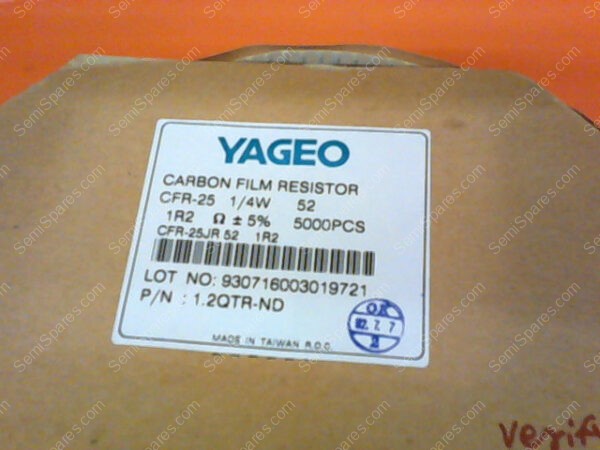 YAGEO
CARBON FILM RESISTOR
CFR-25 1/4W 52
1R2 Ω ± 5% 5000PCS
CFR-25JR 52 1R2
LOT NO: 930716003019721
P/N : 1.2QTR-ND
MADE IN TAIWAN R.O.C.
SemiSpares.com